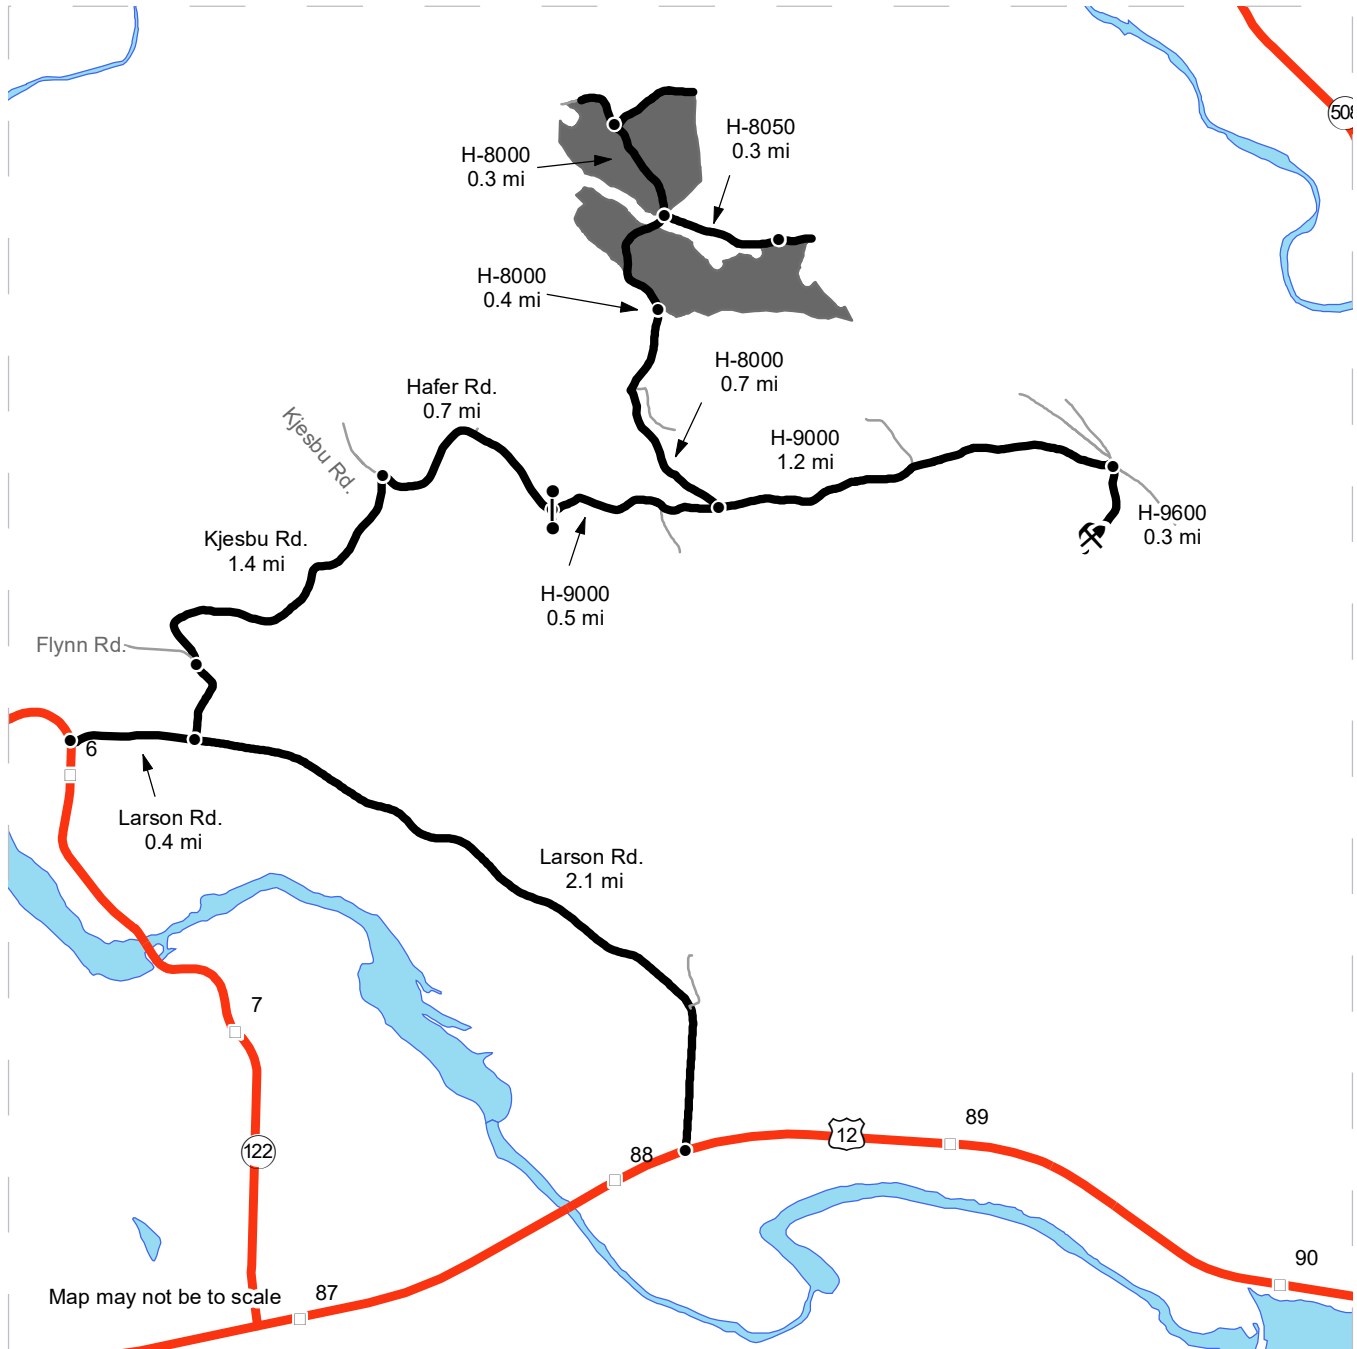 508
H-8050
0.3 mi
H-8000
0.3 mi
H-8000
0.4 mi
H-8000
0.7 mi
Hafer Rd.
0.7 mi
Kjesbu Rd.
H-9000
1.2 mi
H-9600
0.3 mi
Kjesbu Rd.
1.4 mi
H-9000
0.5 mi
Flynn Rd.
6
Larson Rd.
0.4 mi
Larson Rd.
2.1 mi
7
122
88
12
89
90
87
Map may not be to scale